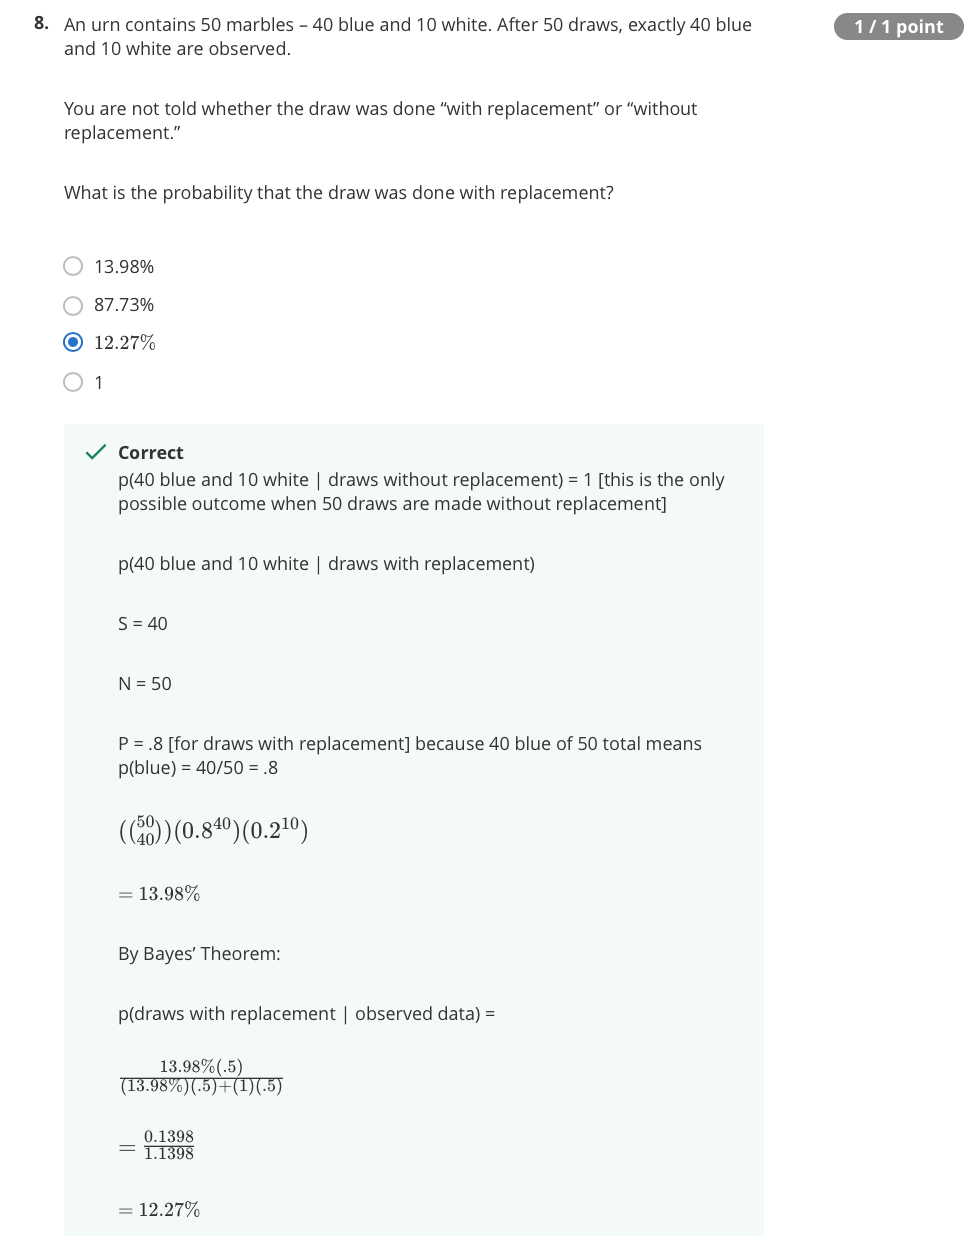 8. An urn contains 50 marbles – 40 blue and 10 white. After 50 draws, exactly 40 blue
and 10 white are observed.
1 / 1 point
You are not told whether the draw was done “with replacement” or “without
replacement.”
What is the probability that the draw was done with replacement?
13.98%
87.73%
12.27%
1
Correct
p(40 blue and 10 white | draws without replacement) = 1 [this is the only
possible outcome when 50 draws are made without replacement]
p(40 blue and 10 white | draws with replacement)
S = 40
N = 50
P = .8 [for draws with replacement] because 40 blue of 50 total means
p(blue) = 40/50 = .8
$(\binom{50}{40})(0.8^{40})(0.2^{10})$
= 13.98%
By Bayes’ Theorem:
p(draws with replacement | observed data) =
$\frac{13.98\%(.5)}{(13.98\%)(.5)+(1)(.5)}$
$= \frac{0.1398}{1.1398}$
= 12.27%